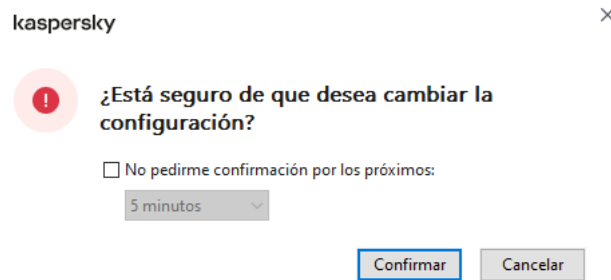 kaspersky
¿Está seguro de que desea cambiar la
configuración?
No pedirme confirmación por los próximos:
5 minutos
Confirmar
Cancelar